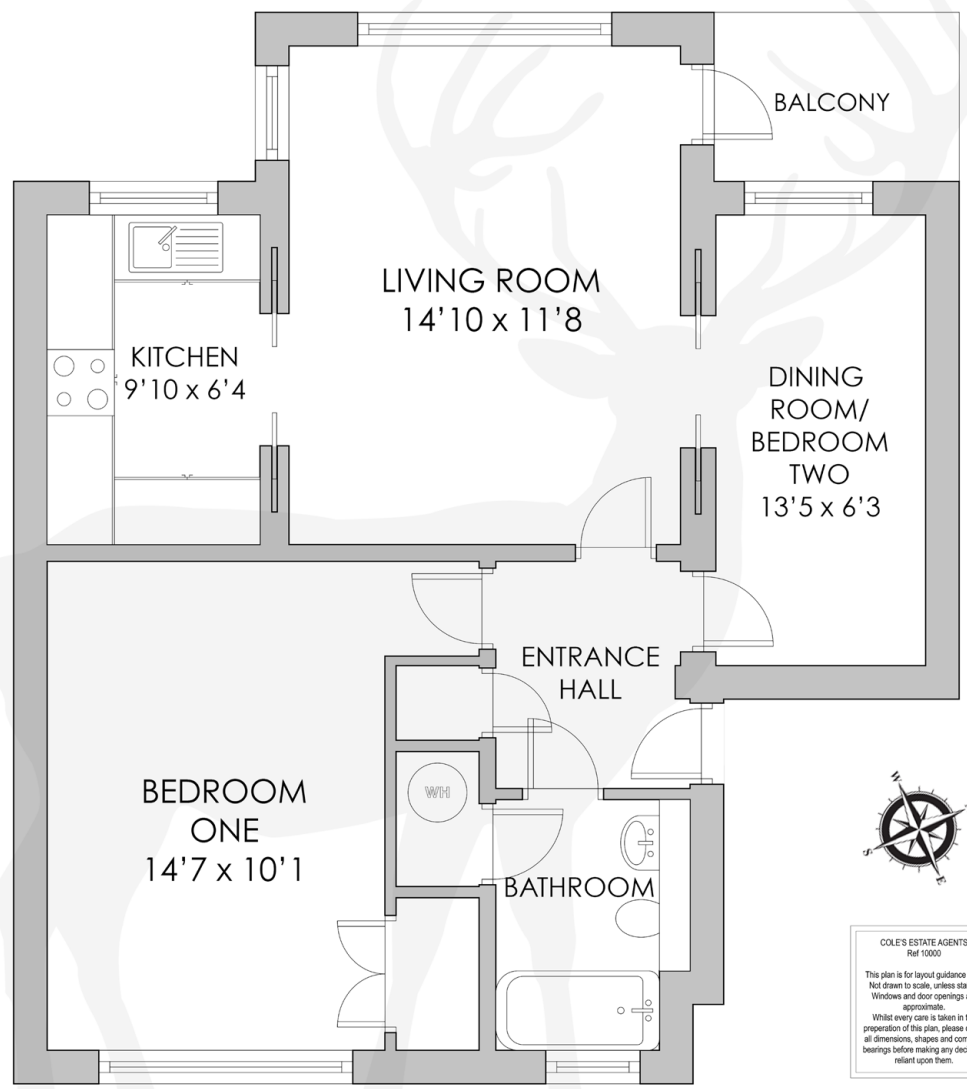 BALCONY
LIVING ROOM
14'10 x 11'8
KITCHEN
9'10 x 6'4
DINING
ROOM/
BEDROOM
TWO
13'5 x 6'3
ENTRANCE
HALL
BEDROOM
ONE
14'7 x 10'1
WH
BATHROOM
W
S
E
COLE'S ESTATE AGENTS
Ref 10000
This plan is for layout guidance
Not drawn to scale, unless
Windows and door openings
approximate.
Whilst every care is taken in
preperation of this plan, please
all dimensions, shapes and
bearings before making any
reliant upon them.